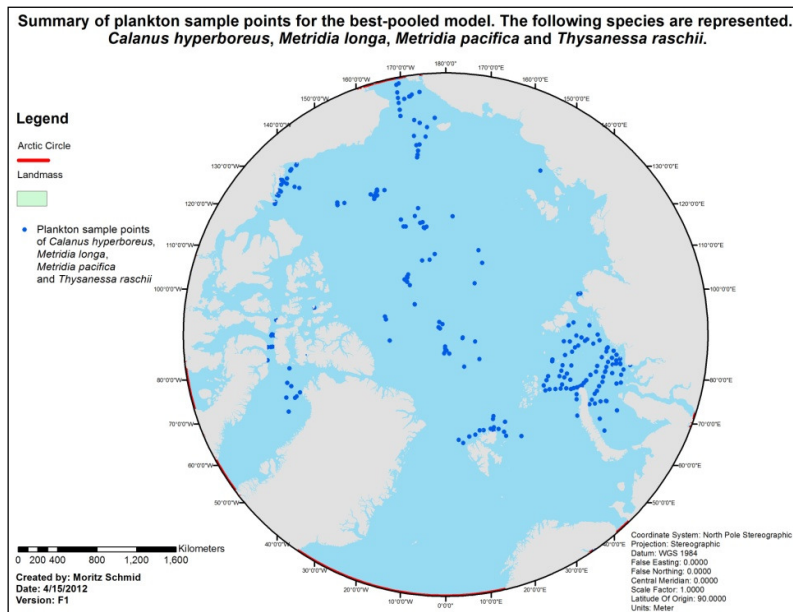 Summary of plankton sample points for the best-pooled model. The following species are represented.
Calanus hyperboreus, Metridia longa, Metridia pacifica and Thysanessa raschii.
170°0'0"W
180°0'0"
170°0'0"E
160°0'0"W
160°0'0"E
150°0'0"E
Legend
Arctic Circle
Landmass
Plankton sample points
of Calanus hyperboreus,
Metridia longa,
Metridia pacifica
and Thysanessa raschii
140°0'0"W
140°0'0"E
130°0'0"W
130°0'0"E
120°0'0"W
120°0'0"E
110°0'0"W
110°0'0"E
100°0'0"W
100°0'0"E
90°0'0"W
90°0'0"E
80°0'0"W
80°0'0"E
70°0'0"W
70°0'0"E
60°0'0"W
60°0'0"E
50°0'0"W
50°0'0"E
40°0'0"W
40°0'0"E
30°0'0"W
30°0'0"E
20°0'0"W
20°0'0"E
10°0'0"W
0°0'0"
10°0'0"E
Kilometers
0 200 400 800 1,200 1,600
Created by: Moritz Schmid
Date: 4/15/2012
Version: F1
Coordinate System: North Pole Stereographic
Projection: Stereographic
Datum: WGS 1984
False Easting: 0.0000
False Northing: 0.0000
Central Meridian: 0.0000
Scale Factor: 1.0000
Latitude Of Origin: 90.0000
Units: Meter